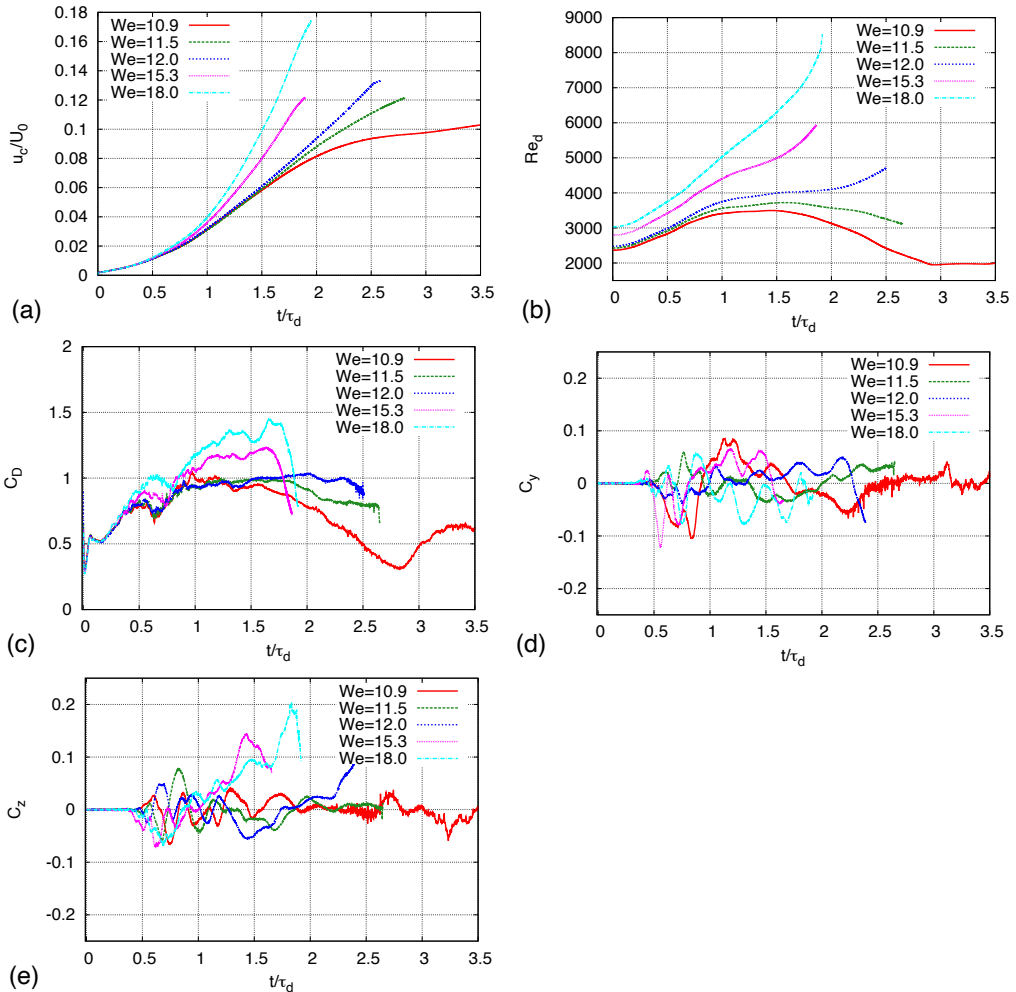 0.18
0.16
0.14
0.12
0.1
0.08
0.06
0.04
0.02
0
u_c/U_0
We=10.9
We=11.5
We=12.0
We=15.3
We=18.0
0 0.5 1 1.5 2 2.5 3 3.5
t/τ_d
(a)
9000
8000
7000
6000
5000
4000
3000
2000
Re_d
We=10.9
We=11.5
We=12.0
We=15.3
We=18.0
0 0.5 1 1.5 2 2.5 3 3.5
t/τ_d
(b)
2
1.5
1
0.5
0
C_D
We=10.9
We=11.5
We=12.0
We=15.3
We=18.0
0 0.5 1 1.5 2 2.5 3 3.5
t/τ_d
(c)
0.2
0.1
0
-0.1
-0.2
C_y
We=10.9
We=11.5
We=12.0
We=15.3
We=18.0
0 0.5 1 1.5 2 2.5 3 3.5
t/τ_d
(d)
0.2
0.1
0
-0.1
-0.2
C_z
We=10.9
We=11.5
We=12.0
We=15.3
We=18.0
0 0.5 1 1.5 2 2.5 3 3.5
t/τ_d
(e)